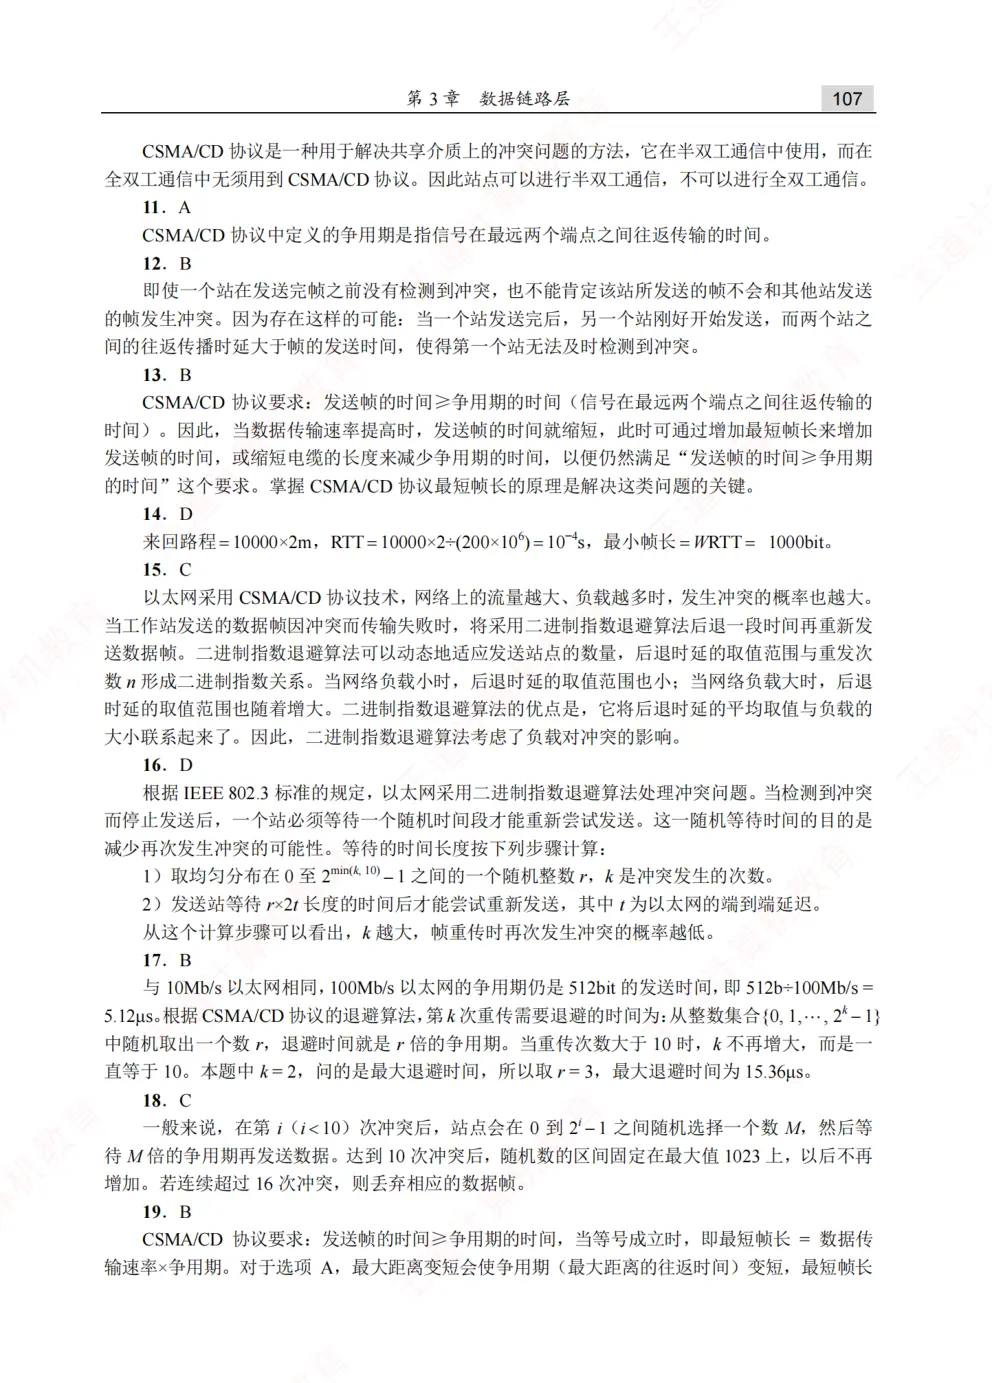 第 3 章 数据链路层 107
CSMA/CD 协议是一种用于解决共享介质上的冲突问题的方法，它在半双工通信中使用，而在
全双工通信中无须用到 CSMA/CD 协议。因此站点可以进行半双工通信，不可以进行全双工通信。
11．A
CSMA/CD 协议中定义的争用期是指信号在最远两个端点之间往返传输的时间。
12．B
即使一个站在发送完帧之前没有检测到冲突，也不能肯定该站所发送的帧不会和其他站发送
的帧发生冲突。因为存在这样的可能：当一个站发送完后，另一个站刚好开始发送，而两个站之
间的往返传播时延大于帧的发送时间，使得第一个站无法及时检测到冲突。
13．B
CSMA/CD 协议要求：发送帧的时间≥争用期的时间（信号在最远两个端点之间往返传输的
时间）。因此，当数据传输速率提高时，发送帧的时间就缩短，此时可通过增加最短帧长来增加
发送帧的时间，或缩短电缆的长度来减少争用期的时间，以便仍然满足“发送帧的时间≥争用期
的时间”这个要求。掌握 CSMA/CD 协议最短帧长的原理是解决这类问题的关键。
14．D
来回路程 = 10000×2m，RTT = 10000×2÷(200×10⁶) = 10⁻⁴s，最小帧长 = WRTT = 1000bit。
15．C
以太网采用 CSMA/CD 协议技术，网络上的流量越大、负载越多时，发生冲突的概率也越大。
当工作站发送的数据帧因冲突而传输失败时，将采用二进制指数退避算法后退一段时间再重新发
送数据帧。二进制指数退避算法可以动态地适应发送站点的数量，后退时延的取值范围与重发次
数 n 形成二进制指数关系。当网络负载小时，后退时延的取值范围也小；当网络负载大时，后退
时延的取值范围也随着增大。二进制指数退避算法的优点是，它将后退时延的平均取值与负载的
大小联系起来了。因此，二进制指数退避算法考虑了负载对冲突的影响。
16．D
根据 IEEE 802.3 标准的规定，以太网采用二进制指数退避算法处理冲突问题。当检测到冲突
而停止发送后，一个站必须等待一个随机时间段才能重新尝试发送。这一随机等待时间的目的是
减少再次发生冲突的可能性。等待的时间长度按下列步骤计算：
1）取均匀分布在 0 至 2^min(k, 10) – 1 之间的一个随机整数 r，k 是冲突发生的次数。
2）发送站等待 r×2t 长度的时间后才能尝试重新发送，其中 t 为以太网的端到端延迟。
从这个计算步骤可以看出，k 越大，帧重传时再次发生冲突的概率越低。
17．B
与 10Mb/s 以太网相同，100Mb/s 以太网的争用期仍是 512bit 的发送时间，即 512b÷100Mb/s =
5.12μs。根据 CSMA/CD 协议的退避算法，第 k 次重传需要退避的时间为：从整数集合{0, 1,⋯, 2ᵏ – 1}
中随机取出一个数 r，退避时间就是 r 倍的争用期。当重传次数大于 10 时，k 不再增大，而是一
直等于 10。本题中 k = 2，问的是最大退避时间，所以取 r = 3，最大退避时间为 15.36μs。
18．C
一般来说，在第 i（i < 10）次冲突后，站点会在 0 到 2ⁱ – 1 之间随机选择一个数 M，然后等
待 M 倍的争用期再发送数据。达到 10 次冲突后，随机数的区间固定在最大值 1023 上，以后不再
增加。若连续超过 16 次冲突，则丢弃相应的数据帧。
19．B
CSMA/CD 协议要求：发送帧的时间≥争用期的时间，当等号成立时，即最短帧长 = 数据传
输速率×争用期。对于选项 A，最大距离变短会使争用期（最大距离的往返时间）变短，最短帧长